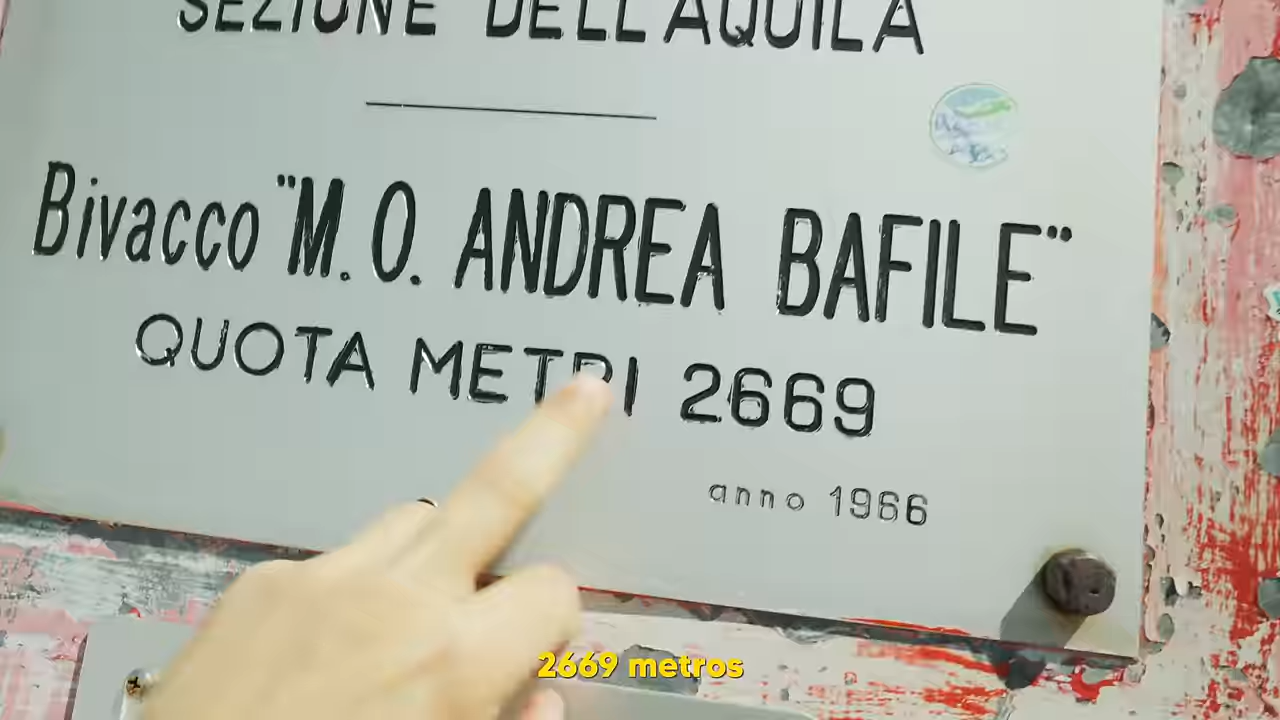 SEZIONE DELL'AQUILA
Bivacco "M. O. ANDREA BAFILE"
QUOTA METRI 2669
anno 1966
2669 metros